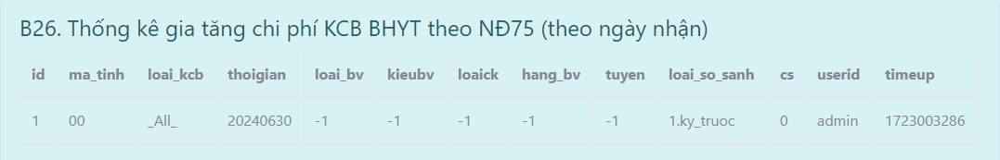 B26. Thống kê gia tăng chi phí KCB BHYT theo NĐ75 (theo ngày nhận)
id ma_tinh loai_kcb thoigian loai_bv kieubv loaick hang_bv tuyen loai_so_sanh cs userid timeup
1 00 _All_ 20240630 -1 -1 -1 -1 -1 1.ky_truoc 0 admin 1723003286